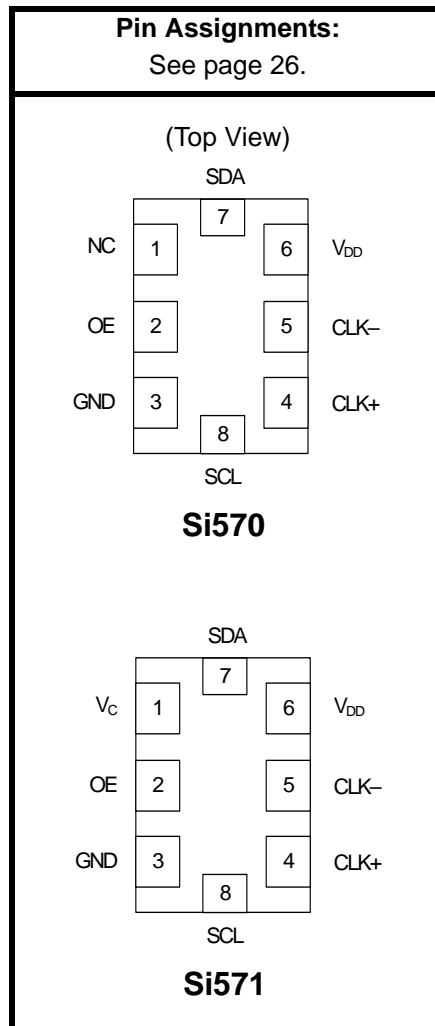 Pin Assignments:
See page 26.
(Top View)
SDA
7
NC 1 6 VDD
OE 2 5 CLK–
GND 3 4 CLK+
8
SCL
Si570
SDA
7
VC 1 6 VDD
OE 2 5 CLK–
GND 3 4 CLK+
8
SCL
Si571